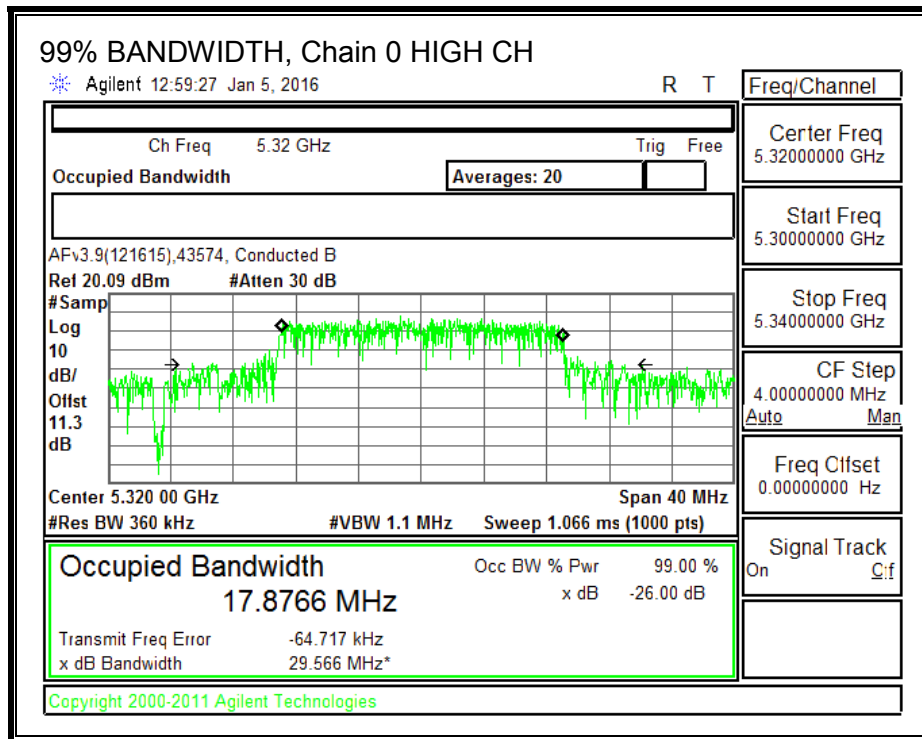 99% BANDWIDTH, Chain 0 HIGH CH
Agilent 12:59:27 Jan 5, 2016 R T
Ch Freq 5.32 GHz Trig Free
Occupied Bandwidth Averages: 20
AFv3.9(121615),43574, Conducted B
Ref 20.09 dBm #Atten 30 dB
#Samp
Log
10
dB/
Offst
11.3
dB
Center 5.320 00 GHz Span 40 MHz
#Res BW 360 kHz #VBW 1.1 MHz Sweep 1.066 ms (1000 pts)
Occupied Bandwidth Occ BW % Pwr 99.00 %
17.8766 MHz x dB -26.00 dB
Transmit Freq Error -64.717 kHz
x dB Bandwidth 29.566 MHz*
Copyright 2000-2011 Agilent Technologies
Freq/Channel
Center Freq
5.32000000 GHz
Start Freq
5.30000000 GHz
Stop Freq
5.34000000 GHz
CF Step
4.00000000 MHz
Auto Man
Freq Offset
0.00000000 Hz
Signal Track
On Off